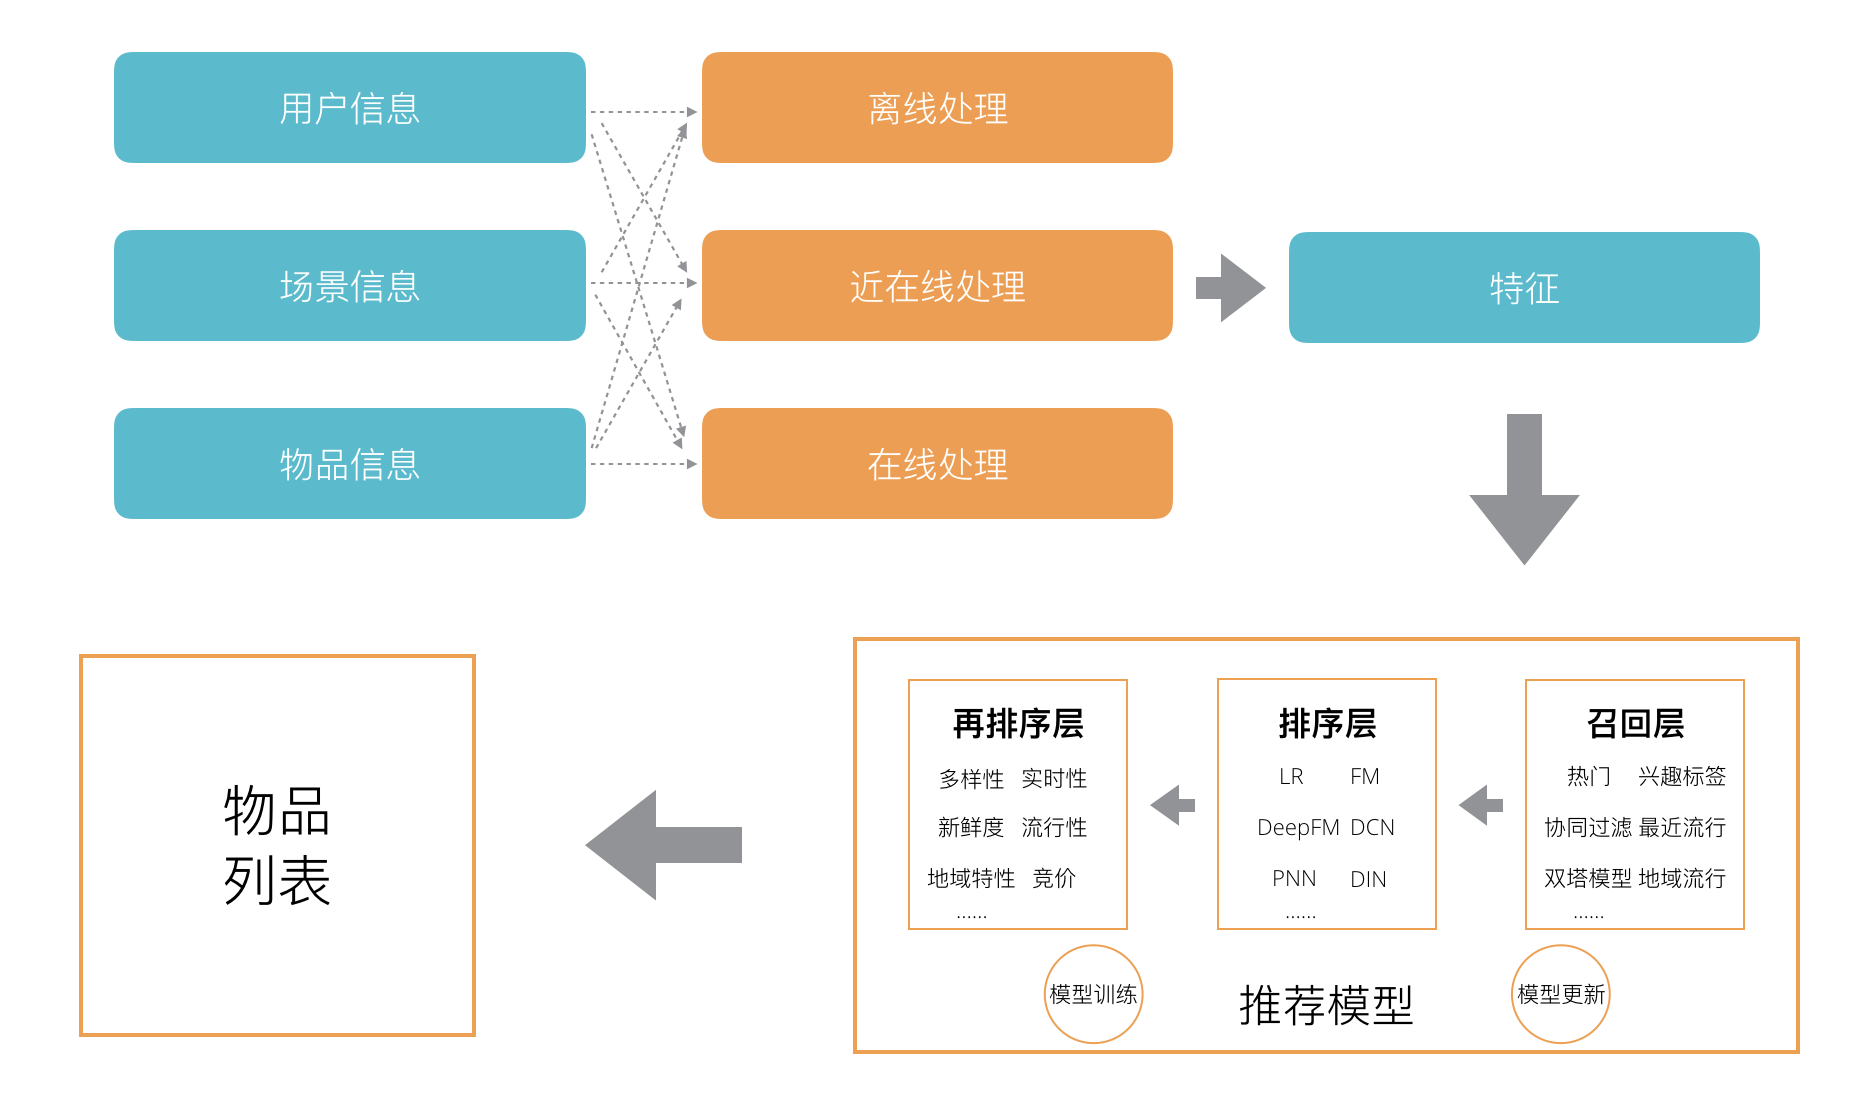 用户信息
离线处理
场景信息
近在线处理
特征
物品信息
在线处理
物品
列表
再排序层
多样性 实时性
新鲜度 流行性
地域特性 竞价
......
排序层
LR FM
DeepFM DCN
PNN DIN
......
召回层
热门 兴趣标签
协同过滤 最近流行
双塔模型 地域流行
......
模型训练
推荐模型
模型更新